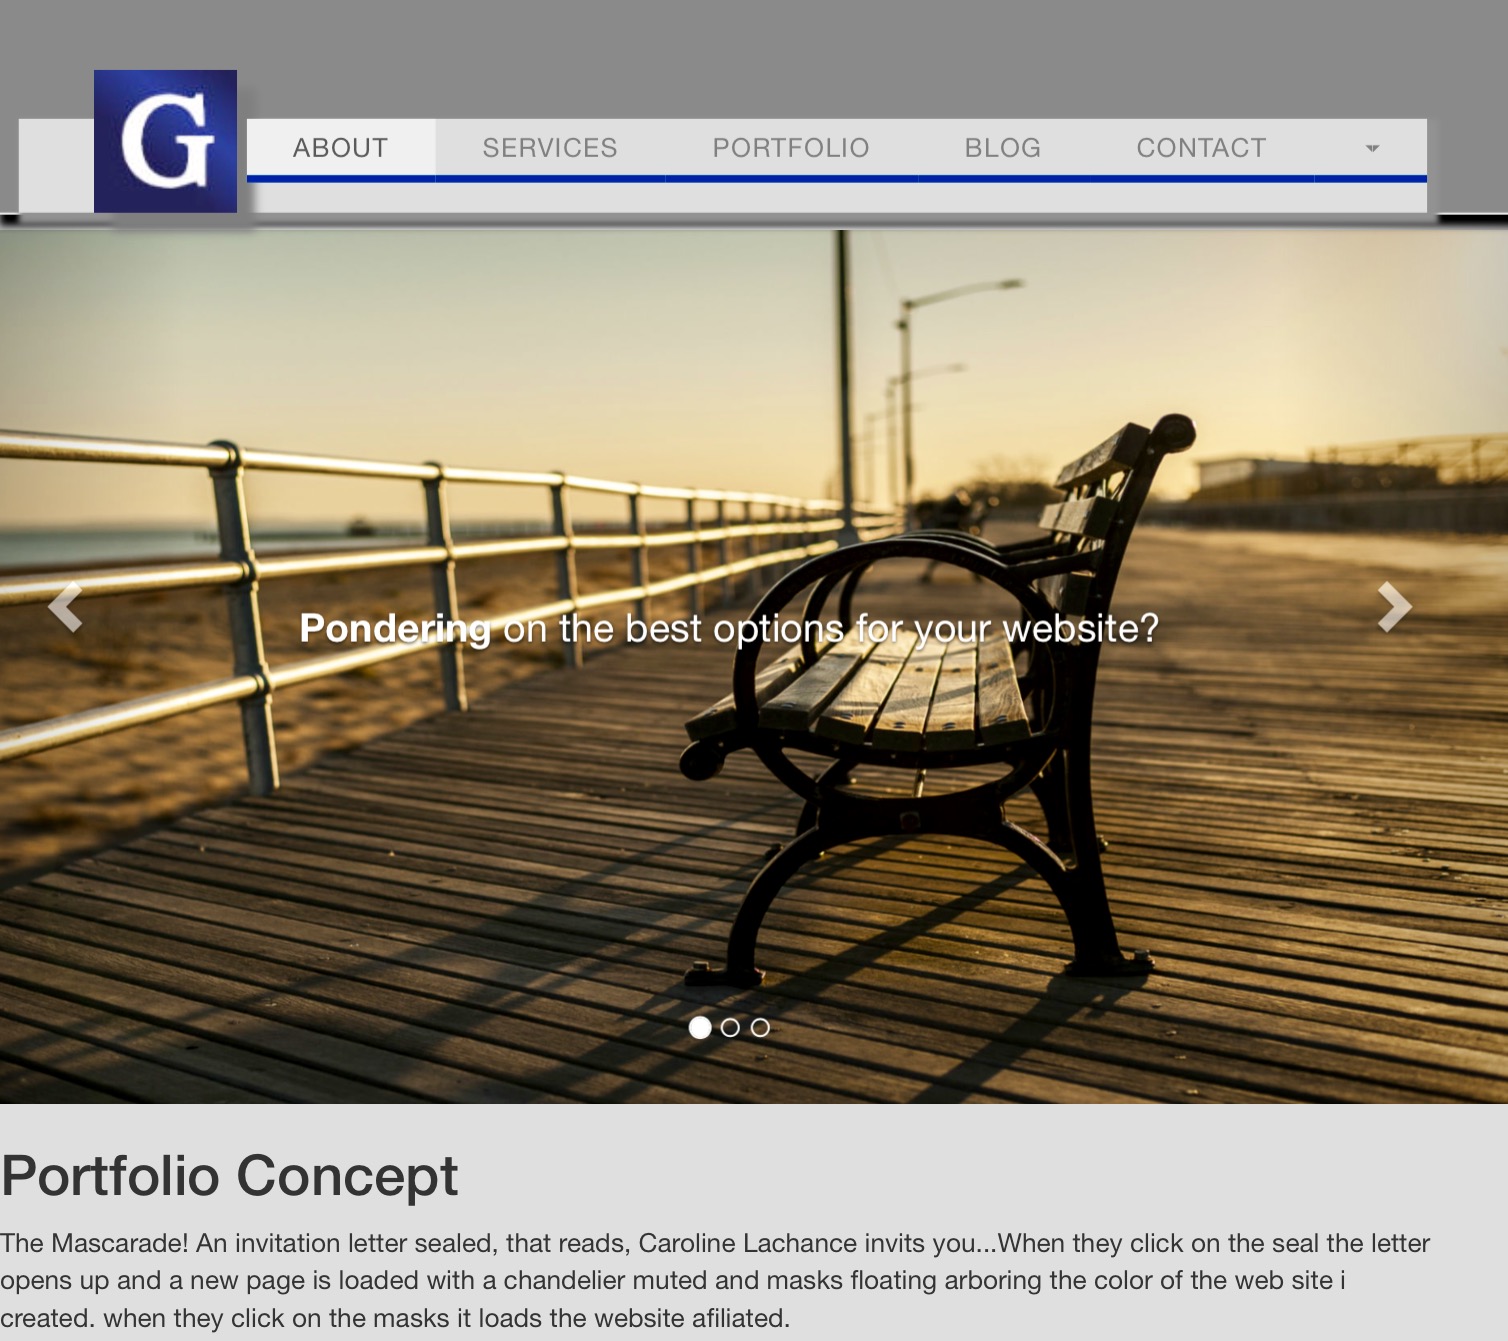 G
ABOUT SERVICES PORTFOLIO BLOG CONTACT
Pondering on the best options for your website?
Portfolio Concept
The Mascarade! An invitation letter sealed, that reads, Caroline Lachance invits you...When they click on the seal the letter
opens up and a new page is loaded with a chandelier muted and masks floating arboring the color of the web site i
created. when they click on the masks it loads the website afiliated.